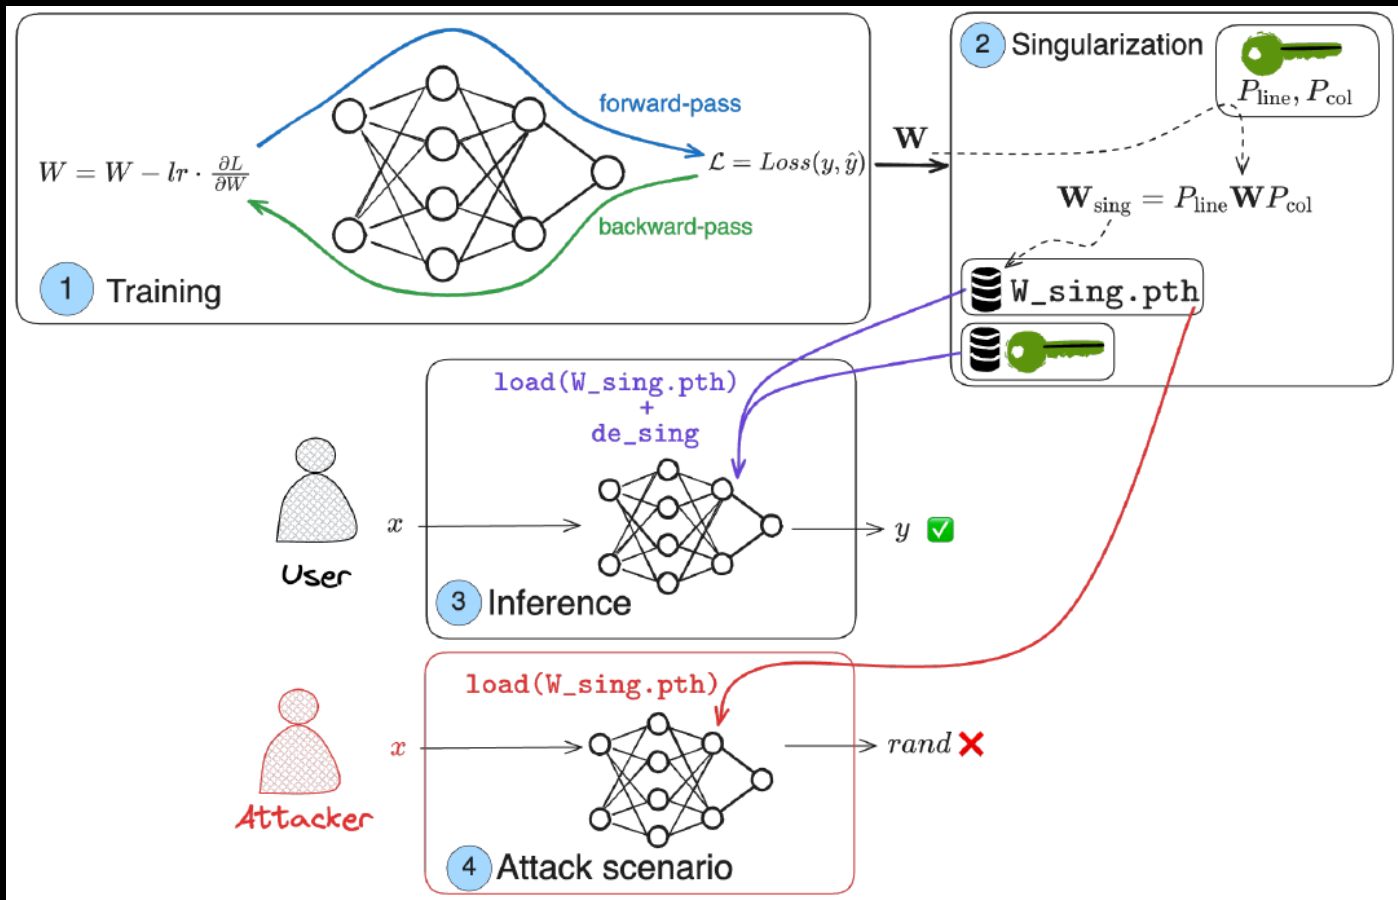 1 Training
forward-pass
W = W − lr · ∂L/∂W
ℒ = Loss(y, ŷ)
backward-pass
W
2 Singularization
P_line, P_col
W_sing = P_line W P_col
W_sing.pth
load(W_sing.pth)
+
de_sing
User
x
y
3 Inference
load(W_sing.pth)
Attacker
x
rand
4 Attack scenario